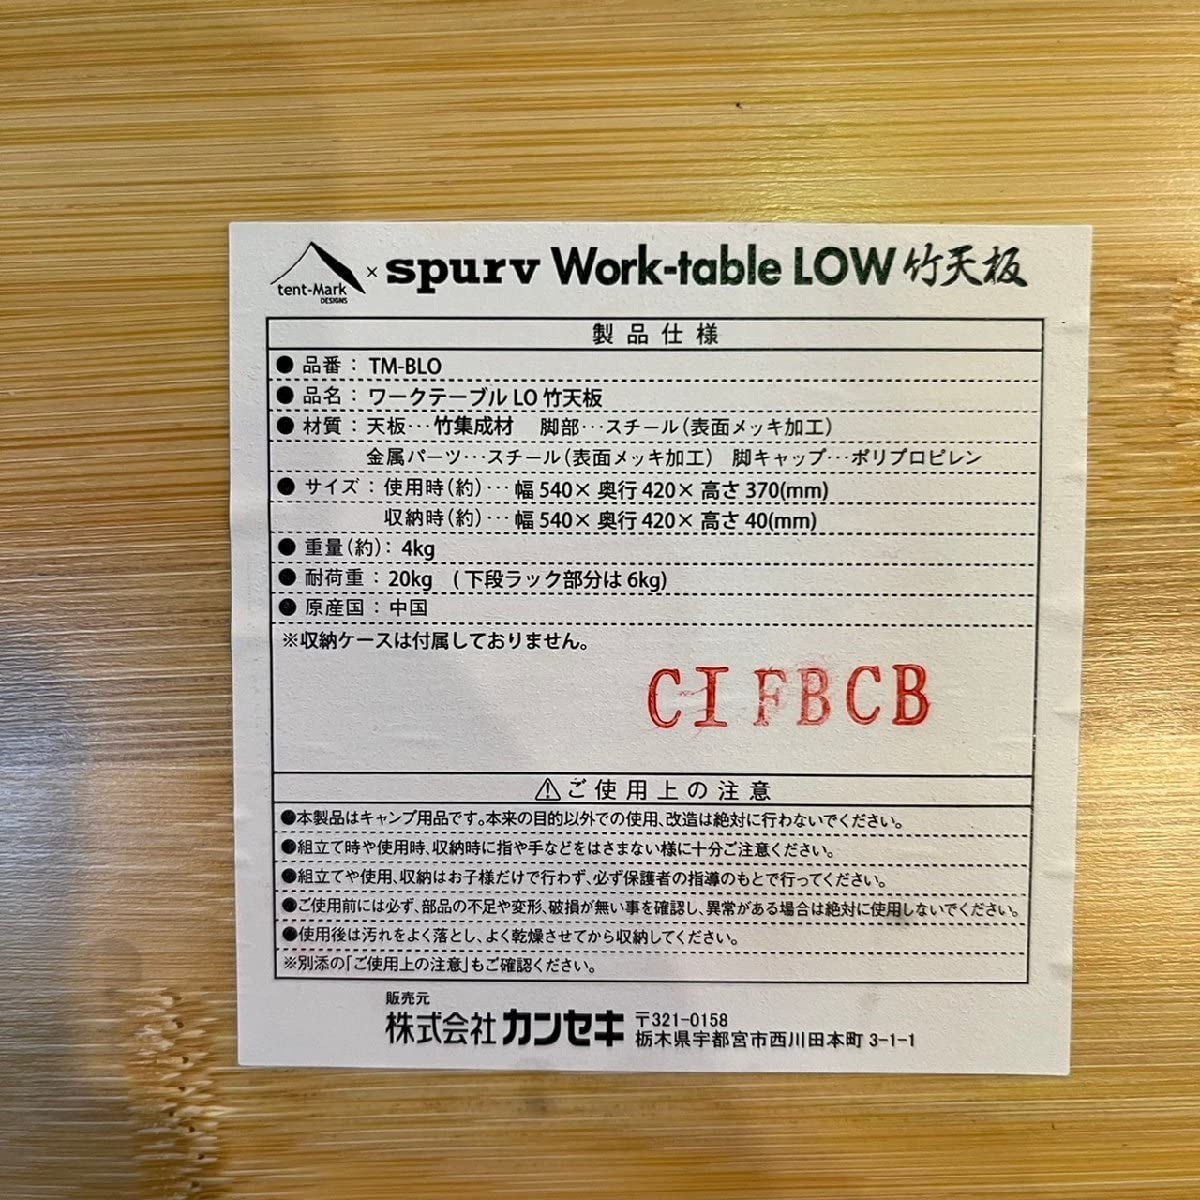 tent-Mark
DESIGNS
× spurv Work-table LOW 竹天板
製品仕様
● 品番：TM-BLO
● 品名：ワークテーブル LO 竹天板
● 材質：天板…竹集成材　脚部…スチール（表面メッキ加工）
金属パーツ…スチール（表面メッキ加工）　脚キャップ…ポリプロピレン
● サイズ：使用時（約）… 幅 540× 奥行 420× 高さ 370(mm)
収納時（約）… 幅 540× 奥行 420× 高さ 40(mm)
● 重量（約）：4kg
● 耐荷重：20kg （下段ラック部分は 6kg)
● 原産国：中国
※収納ケースは付属しておりません。
CIFBCB
⚠ご使用上の注意
●本製品はキャンプ用品です。本来の目的以外での使用、改造は絶対に行わないでください。
●組立て時や使用時、収納時に指や手などをはさまない様に十分ご注意ください。
●組立てや使用、収納はお子様だけで行わず、必ず保護者の指導のもとで行ってください。
●ご使用前には必ず、部品の不足や変形、破損が無い事を確認し、異常がある場合は絶対に使用しないでください。
●使用後は汚れをよく落とし、よく乾燥させてから収納してください。
※別添の「ご使用上の注意」もご確認ください。
販売元
株式会社 カンセキ 〒321-0158
栃木県宇都宮市西川田本町 3-1-1